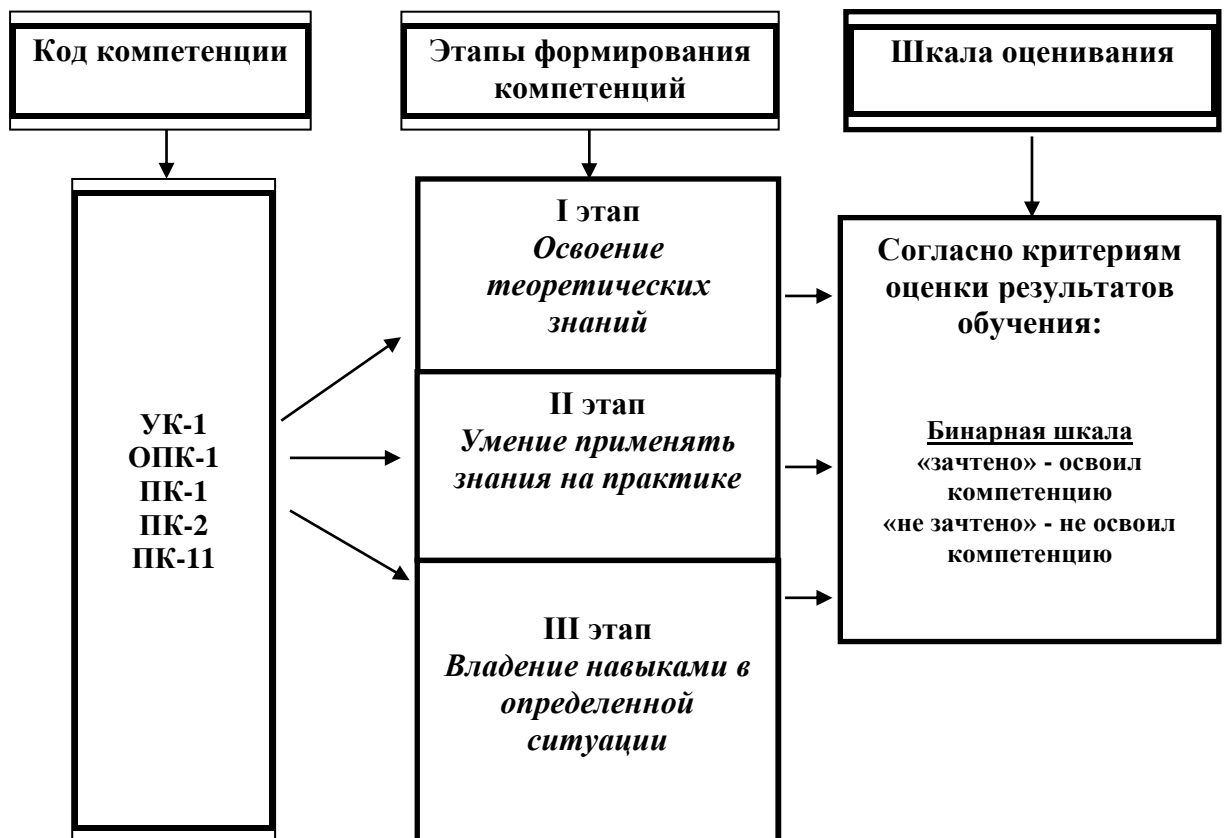 Код компетенции
Этапы формирования
компетенций
Шкала оценивания
УК-1
ОПК-1
ПК-1
ПК-2
ПК-11
I этап
Освоение
теоретических
знаний
II этап
Умение применять
знания на практике
III этап
Владение навыками в
определенной
ситуации
Согласно критериям
оценки результатов
обучения:
Бинарная шкала
«зачтено» - освоил
компетенцию
«не зачтено» - не освоил
компетенцию